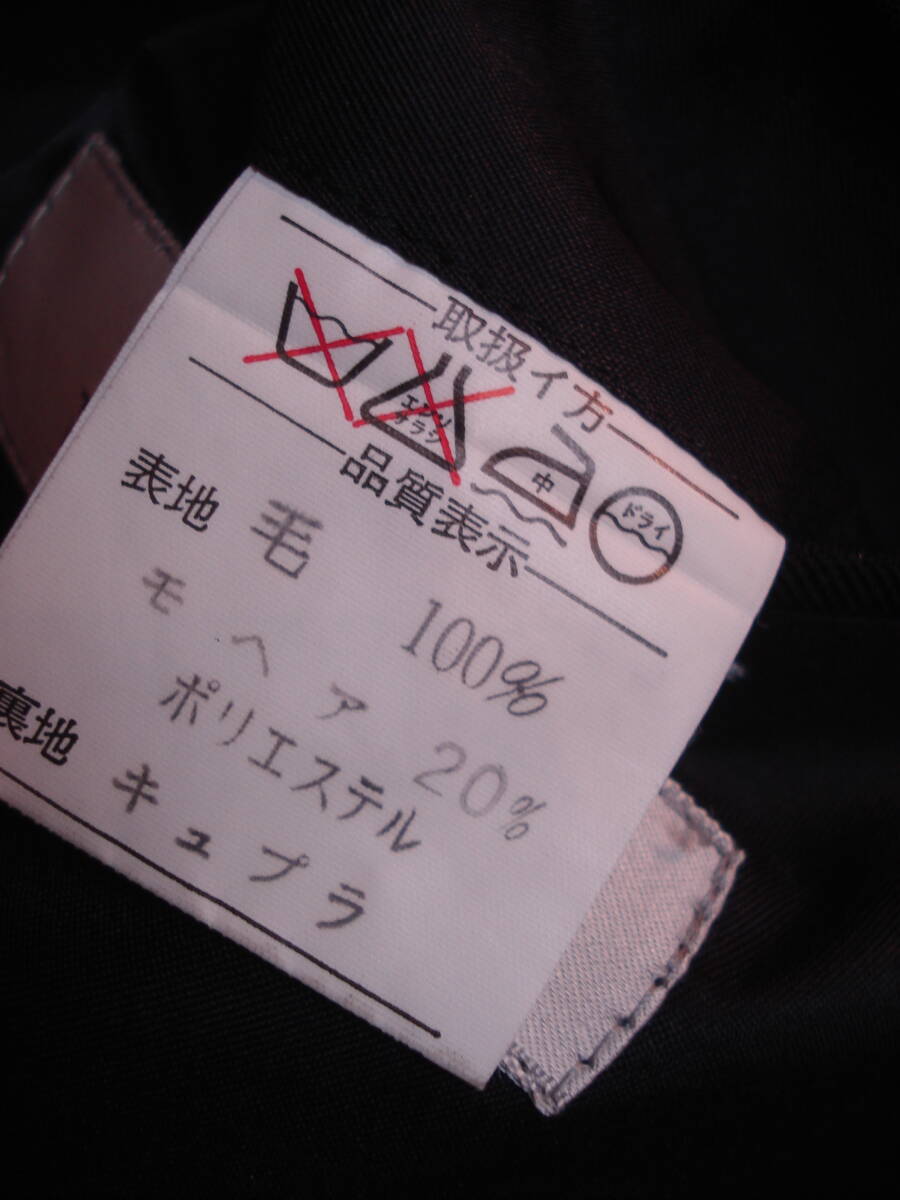 取扱イ方
エンソ
サラシ
中
ドライ
品質表示
表地 毛 100%
モヘア 20%
裏地 ポリエステル
キュプラ